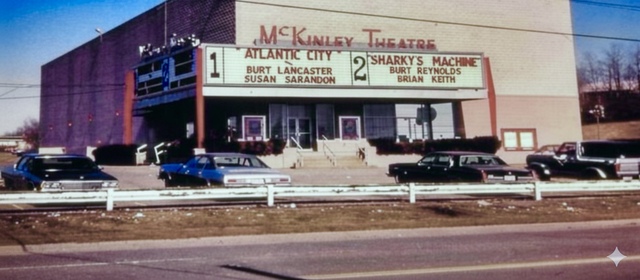 McKINLEY THEATRE
1
ATLANTIC CITY
BURT LANCASTER
SUSAN SARANDON
2
SHARKY'S MACHINE
BURT REYNOLDS
BRIAN KEITH